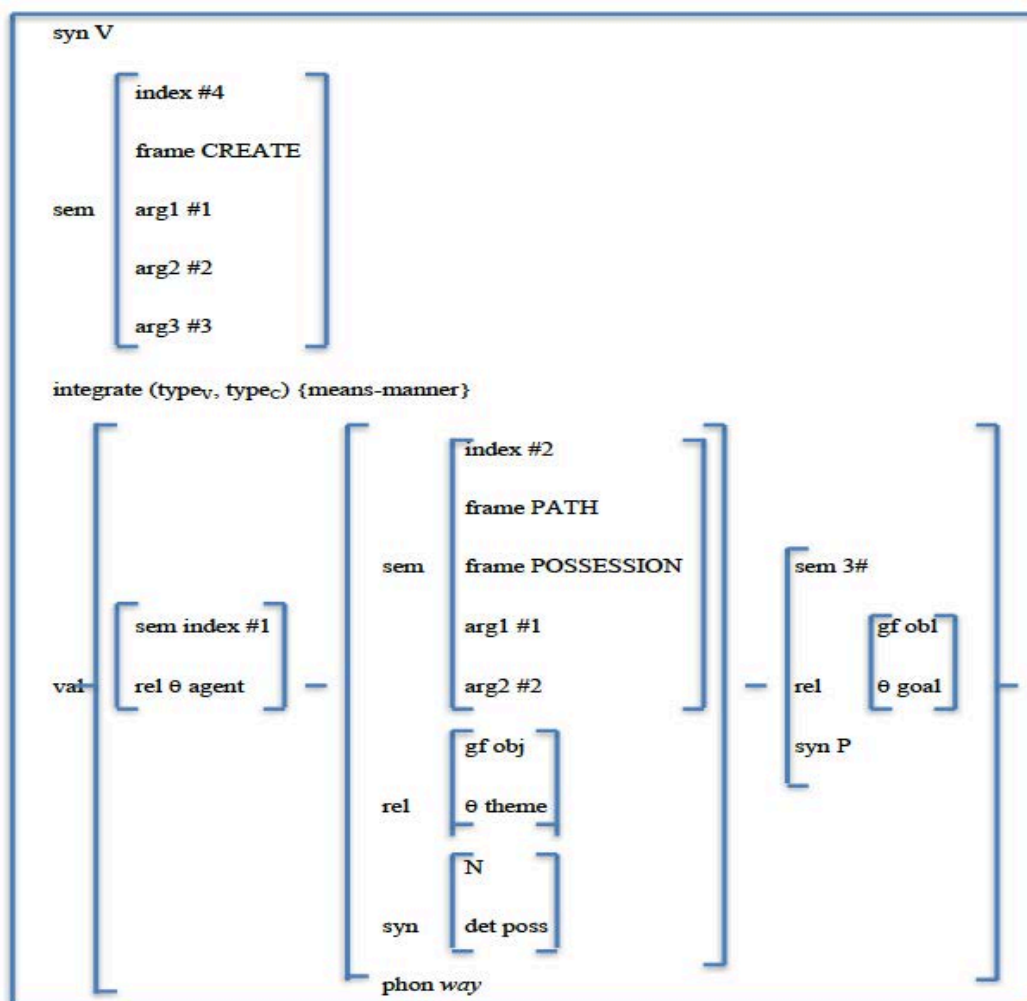 syn V
index #4
frame CREATE
sem
arg1 #1
arg2 #2
arg3 #3
integrate (typeV, typeC) {means-manner}
val
sem index #1
rel θ agent
sem
index #2
frame PATH
frame POSSESSION
arg1 #1
arg2 #2
rel
gf obj
θ theme
syn
N
det poss
phon way
sem 3#
rel
gf obl
θ goal
syn P